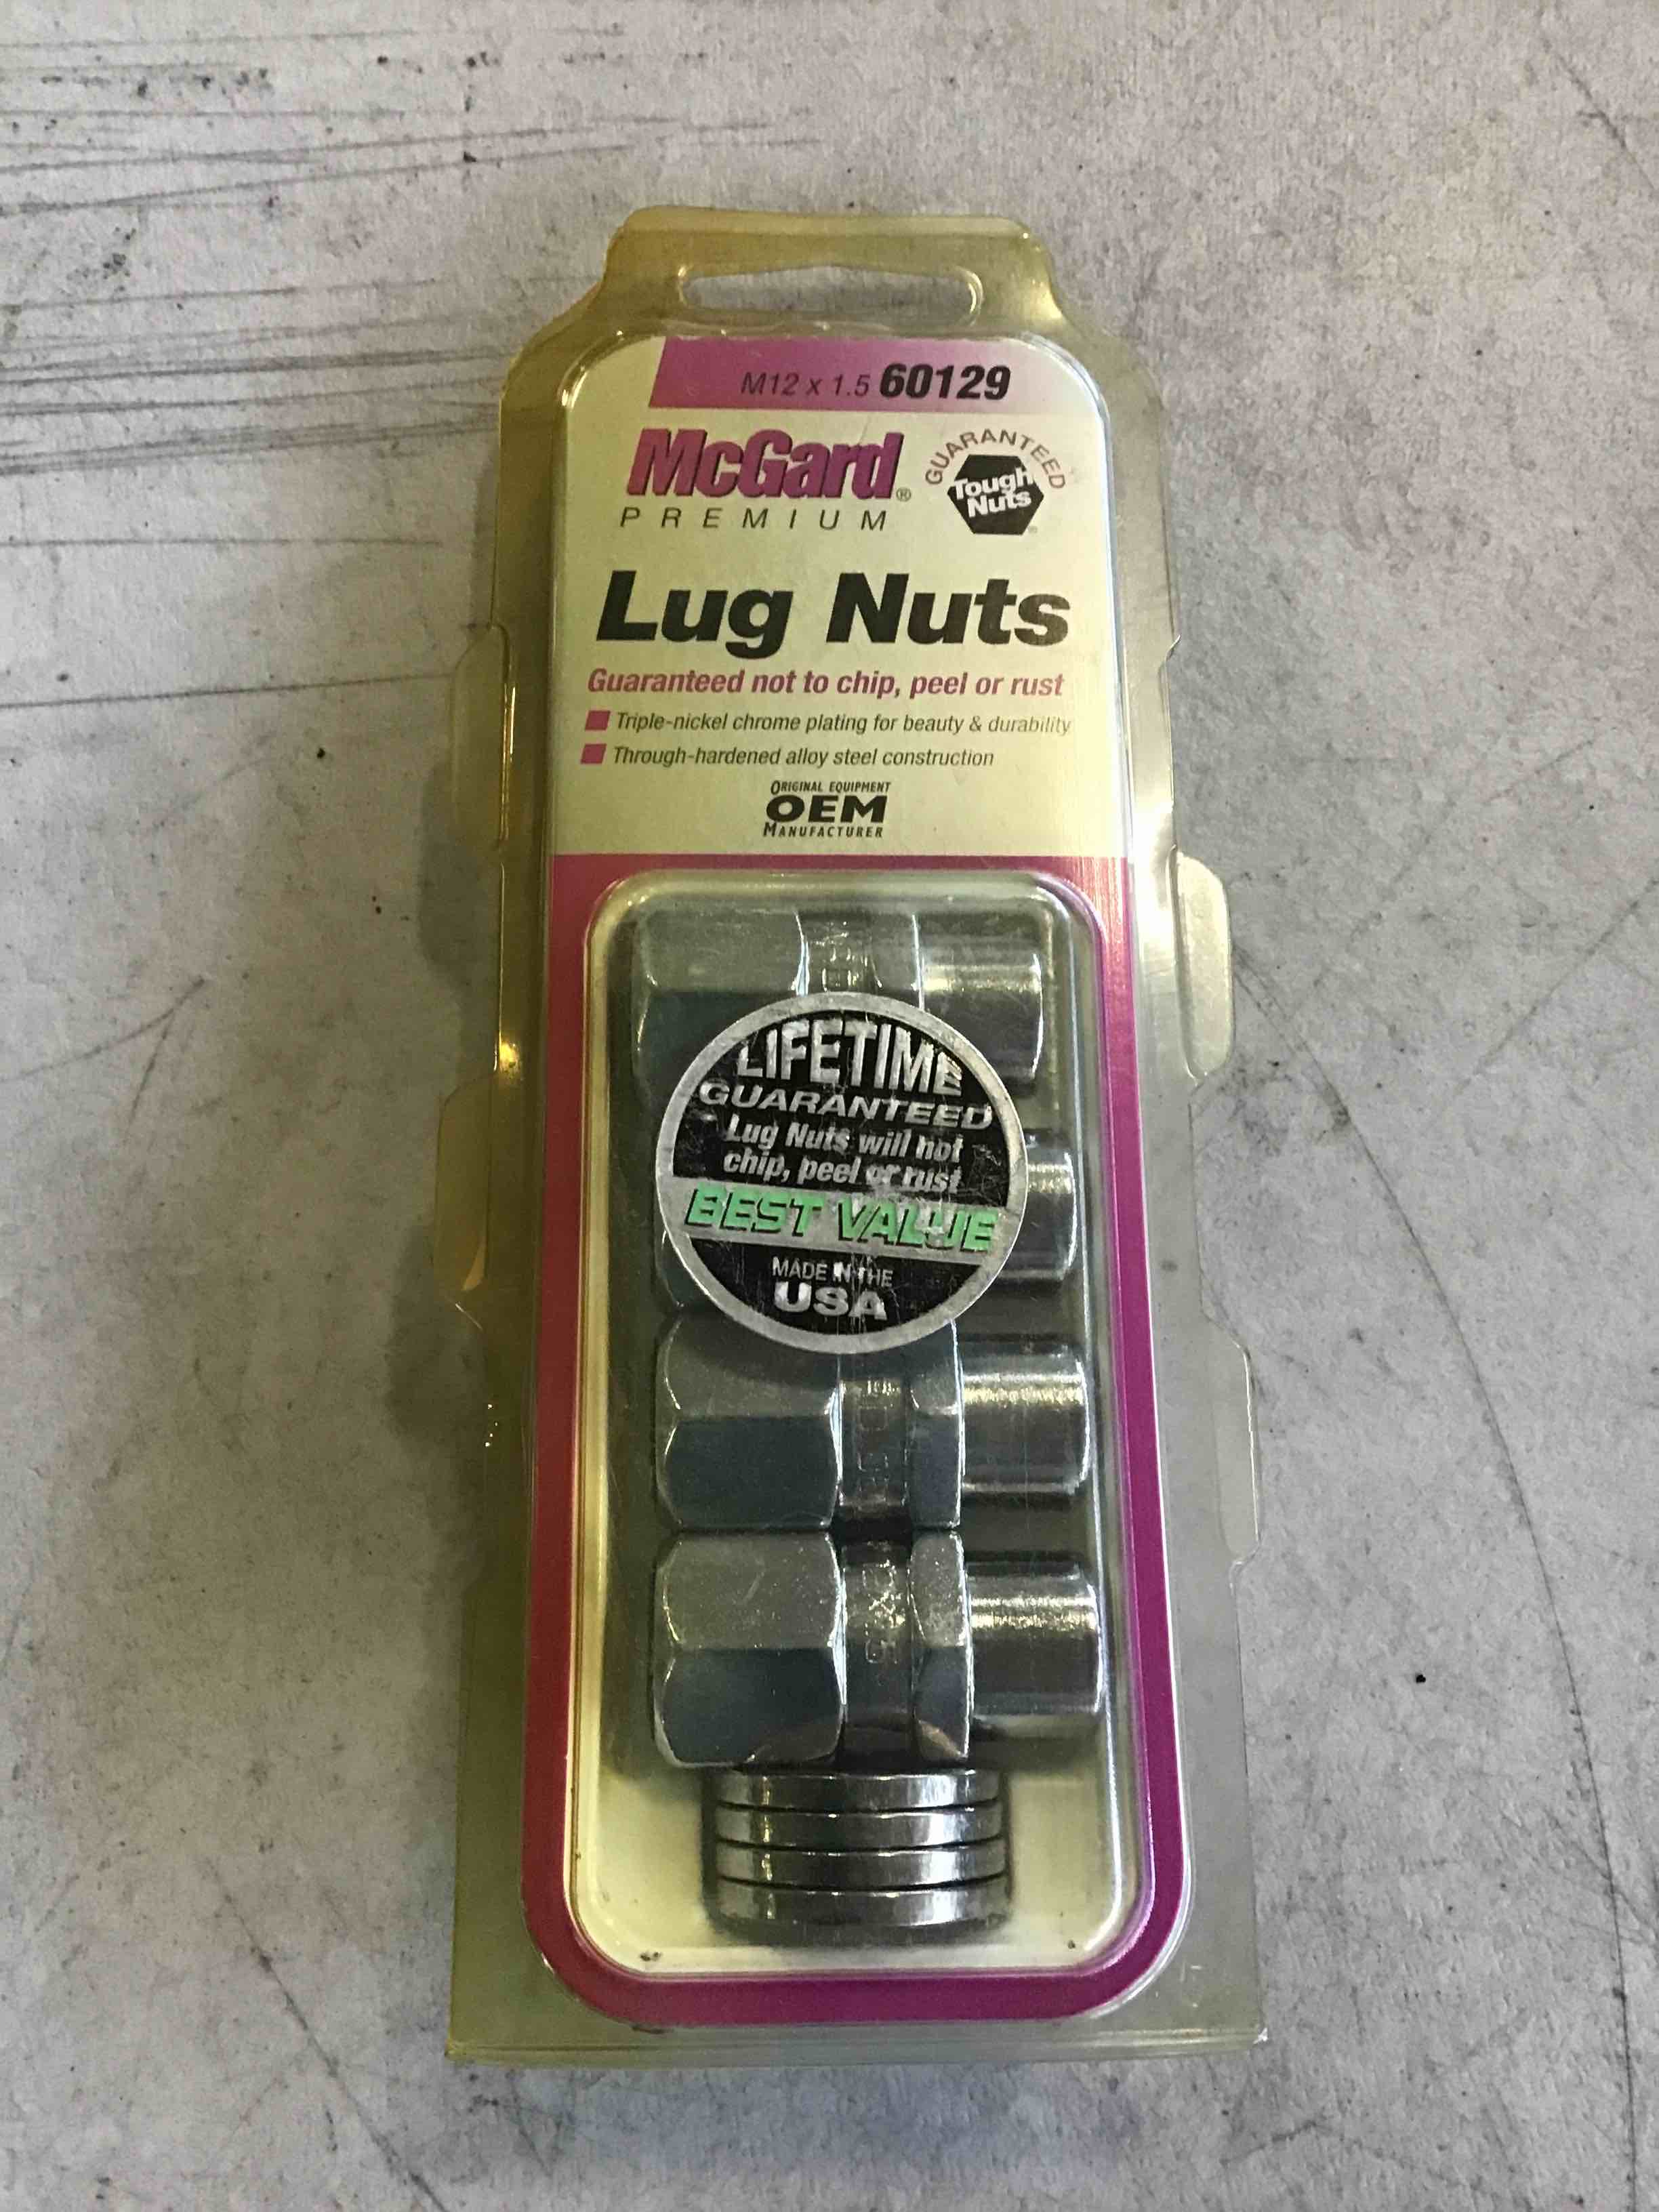 M12 x 1.5 60129
McGard®
PREMIUM
GUARANTEED
Tough
Nuts
Lug Nuts
Guaranteed not to chip, peel or rust
Triple-nickel chrome plating for beauty & durability
Through-hardened alloy steel construction
ORIGINAL EQUIPMENT
OEM
MANUFACTURER
LIFETIME
GUARANTEED
Lug Nuts will not
chip, peel or rust
BEST VALUE
MADE IN THE
USA